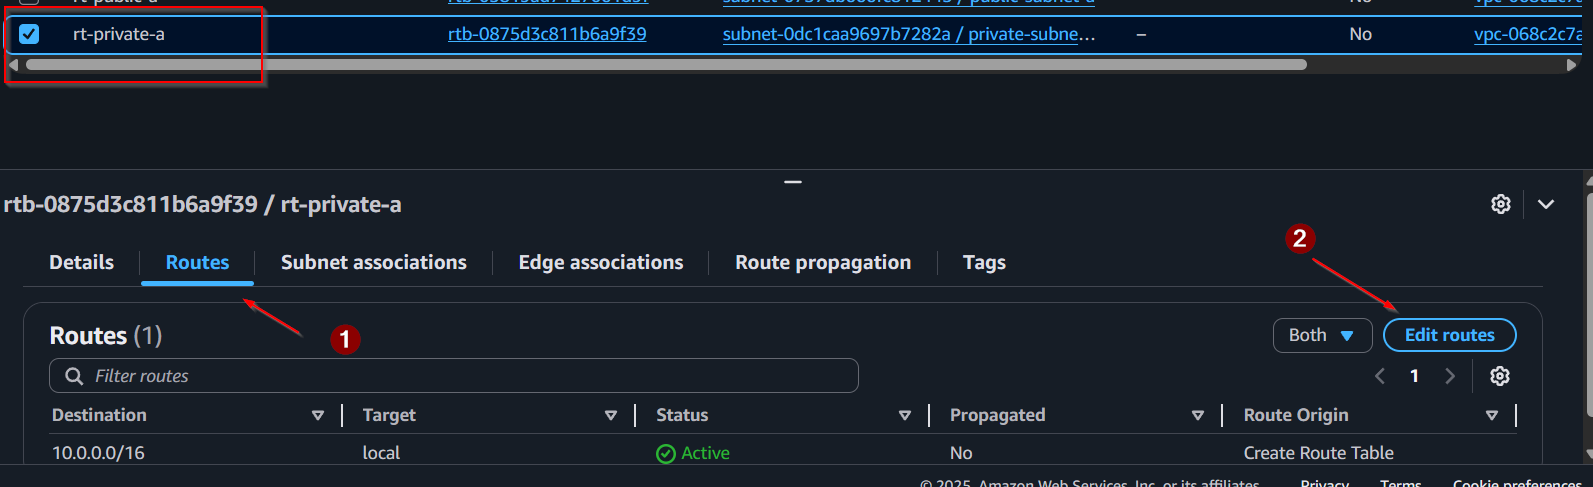 rt-private-a rtb-0875d3c811b6a9f39 subnet-0dc1caa9697b7282a / private-subne… – No vpc-068c2c7a
rtb-0875d3c811b6a9f39 / rt-private-a
2
Details Routes Subnet associations Edge associations Route propagation Tags
1
Routes (1) Both Edit routes
Filter routes 1
Destination Target Status Propagated Route Origin
10.0.0.0/16 local Active No Create Route Table
© 2025, Amazon Web Services, Inc. or its affiliates. Privacy Terms Cookie preferences